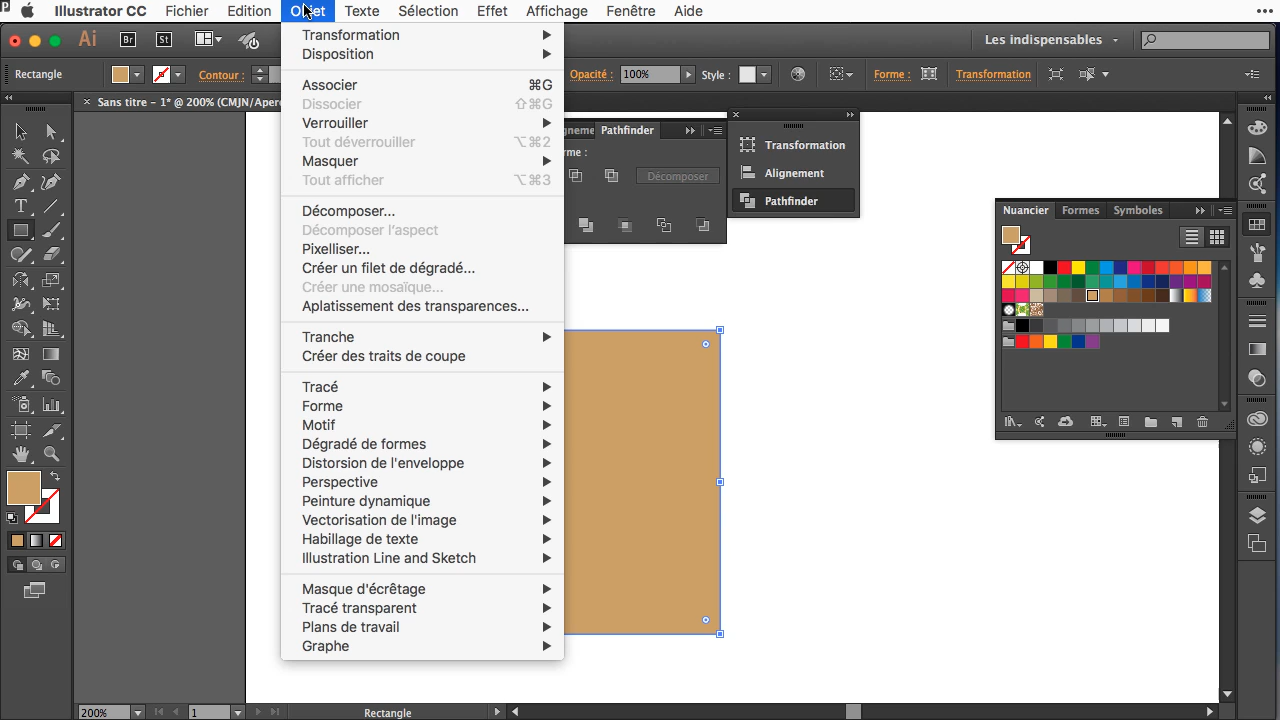 Illustrator CC Fichier Edition Objet Texte Sélection Effet Affichage Fenêtre Aide
Ai Br St Les indispensables
Rectangle Contour : Opacité : 100% Style : Forme : Transformation
× Sans titre - 1* @ 200% (CMJN/Aper
Transformation
Disposition
Associer ⌘G
Dissocier ⇧⌘G
Verrouiller
Tout déverrouiller ⌥⌘2
Masquer
Tout afficher ⌥⌘3
Décomposer...
Décomposer l'aspect
Pixelliser...
Créer un filet de dégradé...
Créer une mosaïque...
Aplatissement des transparences...
Tranche
Créer des traits de coupe
Tracé
Forme
Motif
Dégradé de formes
Distorsion de l'enveloppe
Perspective
Peinture dynamique
Vectorisation de l'image
Habillage de texte
Illustration Line and Sketch
Masque d'écrêtage
Tracé transparent
Plans de travail
Graphe
gneme Pathfinder
rme :
Décomposer
Transformation
Alignement
Pathfinder
Nuancier Formes Symboles
200% 1 Rectangle